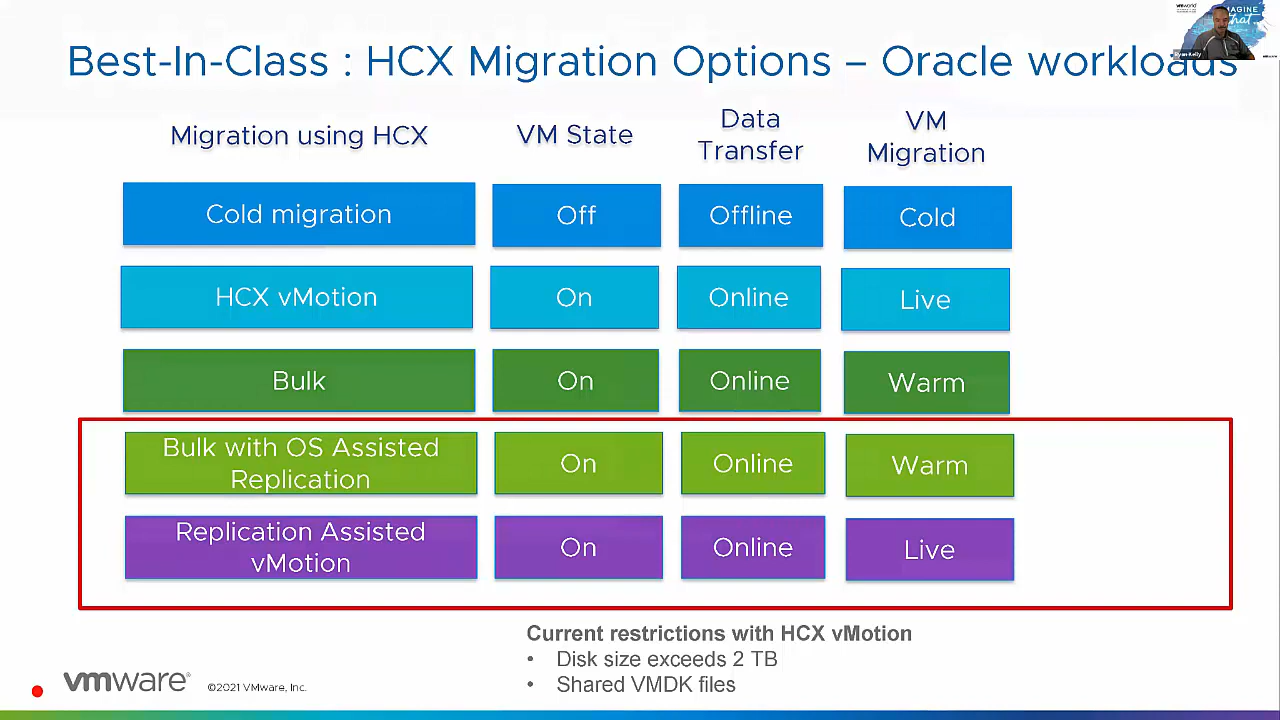 Best-In-Class : HCX Migration Options – Oracle workloads
Migration using HCX
VM State
Data
Transfer
VM
Migration
Cold migration
Off
Offline
Cold
HCX vMotion
On
Online
Live
Bulk
On
Online
Warm
Bulk with OS Assisted
Replication
On
Online
Warm
Replication Assisted
vMotion
On
Online
Live
Current restrictions with HCX vMotion
• Disk size exceeds 2 TB
• Shared VMDK files
vmware®
©2021 VMware, Inc.